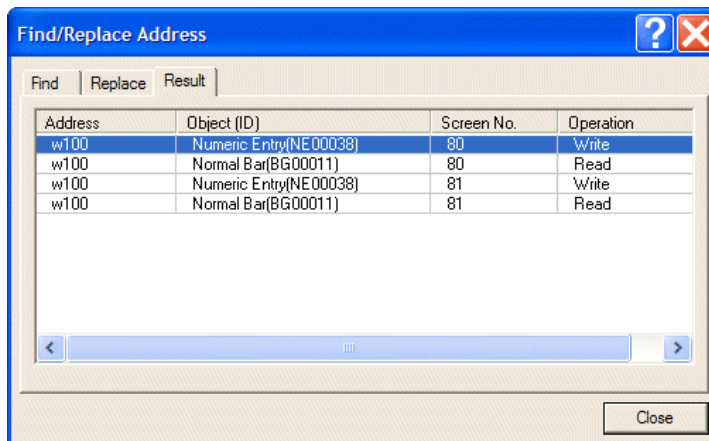 Find/Replace Address
Find Replace Result
Address Object (ID) Screen No. Operation
w100 Numeric Entry(NE00038) 80 Write
w100 Normal Bar(BG00011) 80 Read
w100 Numeric Entry(NE00038) 81 Write
w100 Normal Bar(BG00011) 81 Read
Close